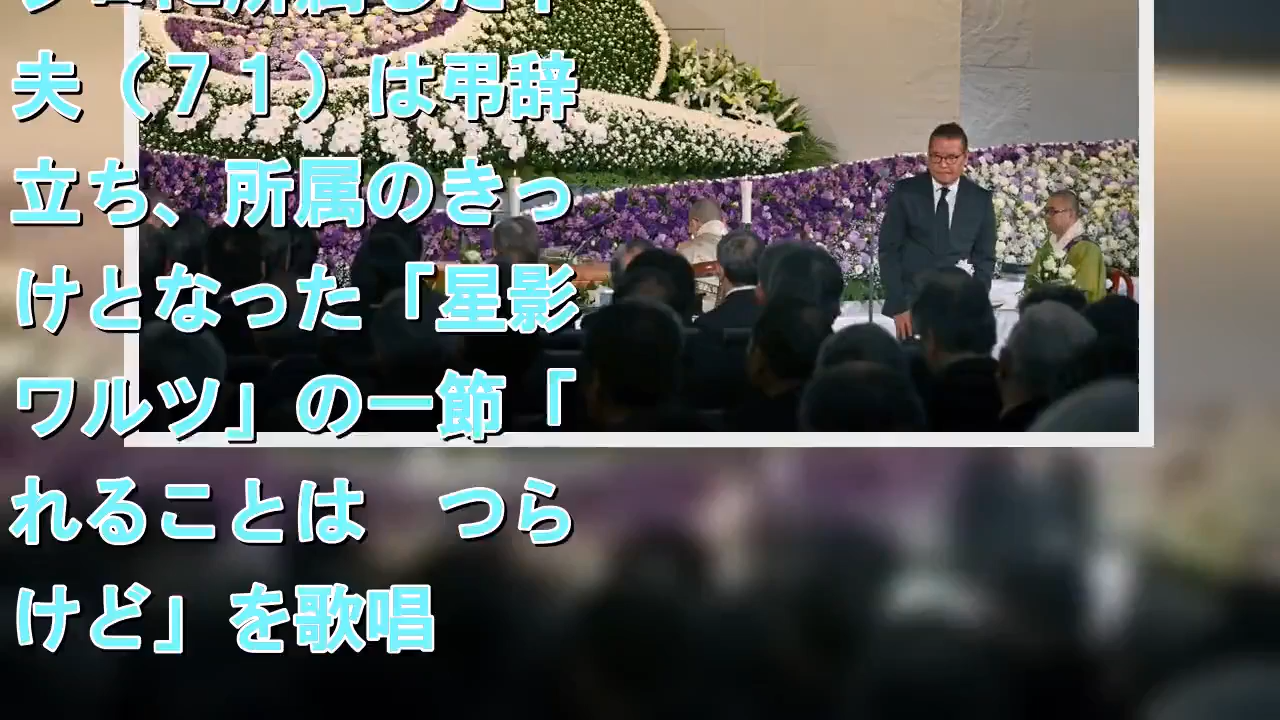 夫（７１）は弔辞
立ち、所属のきっ
けとなった「星影
ワルツ」の一節「
れることは　つら
けど」を歌唱